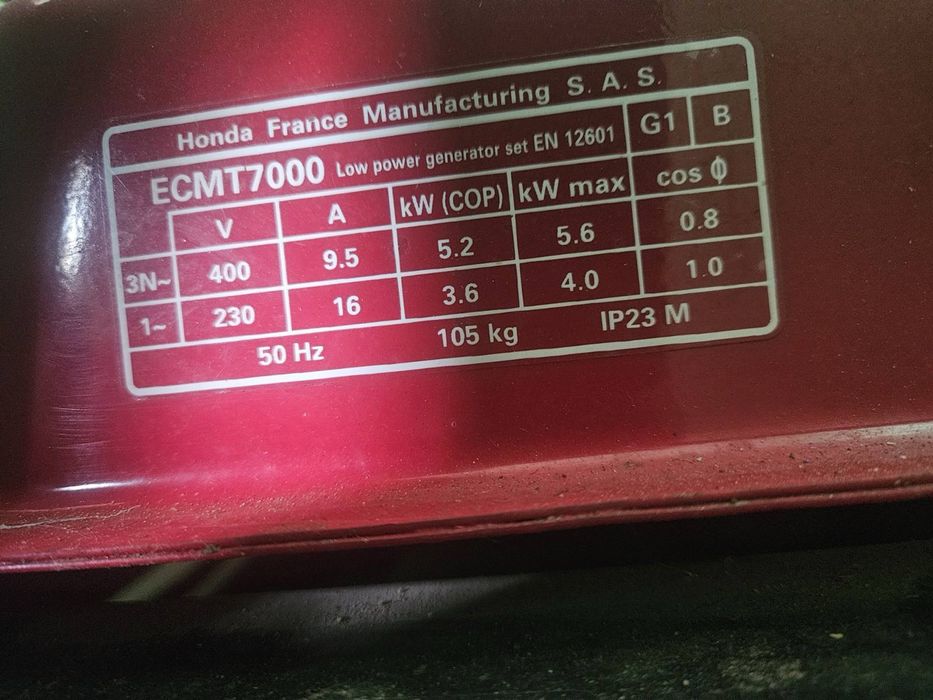 Honda France Manufacturing S. A. S.
ECMT7000 Low power generator set EN 12601 G1 B
V A kW (COP) kW max cos ϕ
3N~ 400 9.5 5.2 5.6 0.8
1~ 230 16 3.6 4.0 1.0
50 Hz 105 kg IP23 M